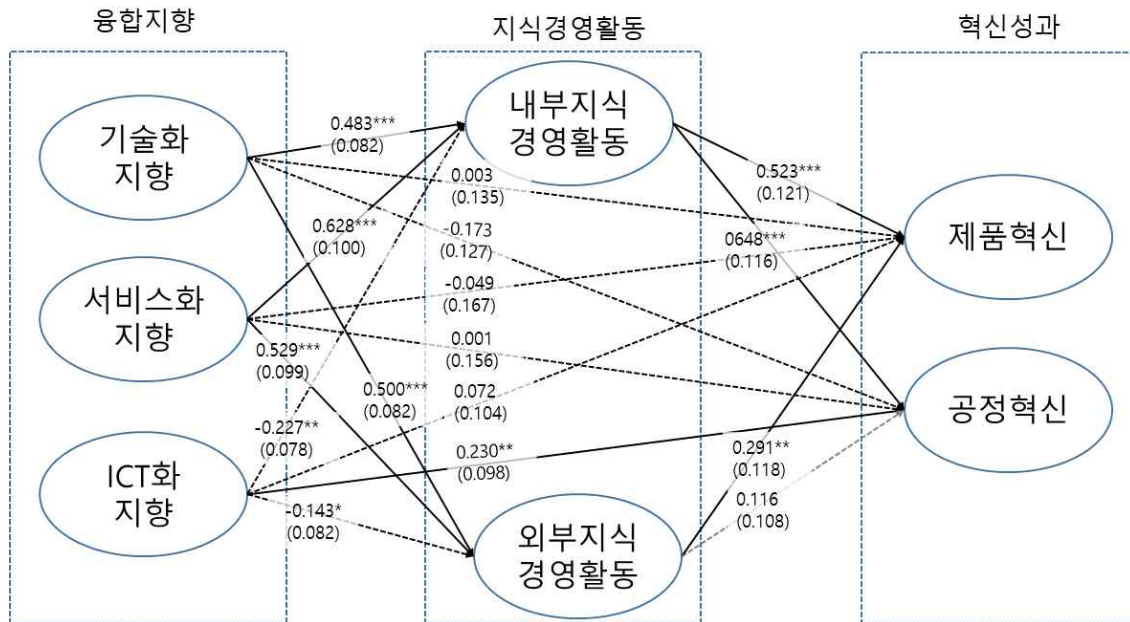 융합지향
지식경영활동
혁신성과
기술화
지향
서비스화
지향
ICT화
지향
내부지식
경영활동
외부지식
경영활동
제품혁신
공정혁신
0.483***
(0.082)
0.003
(0.135)
0.628***
(0.100)
-0.173
(0.127)
-0.049
(0.167)
0.001
(0.156)
0.529***
(0.099)
0.500***
(0.082)
0.072
(0.104)
-0.227**
(0.078)
0.230**
(0.098)
-0.143*
(0.082)
0.523***
(0.121)
0648***
(0.116)
0.291**
(0.118)
0.116
(0.108)